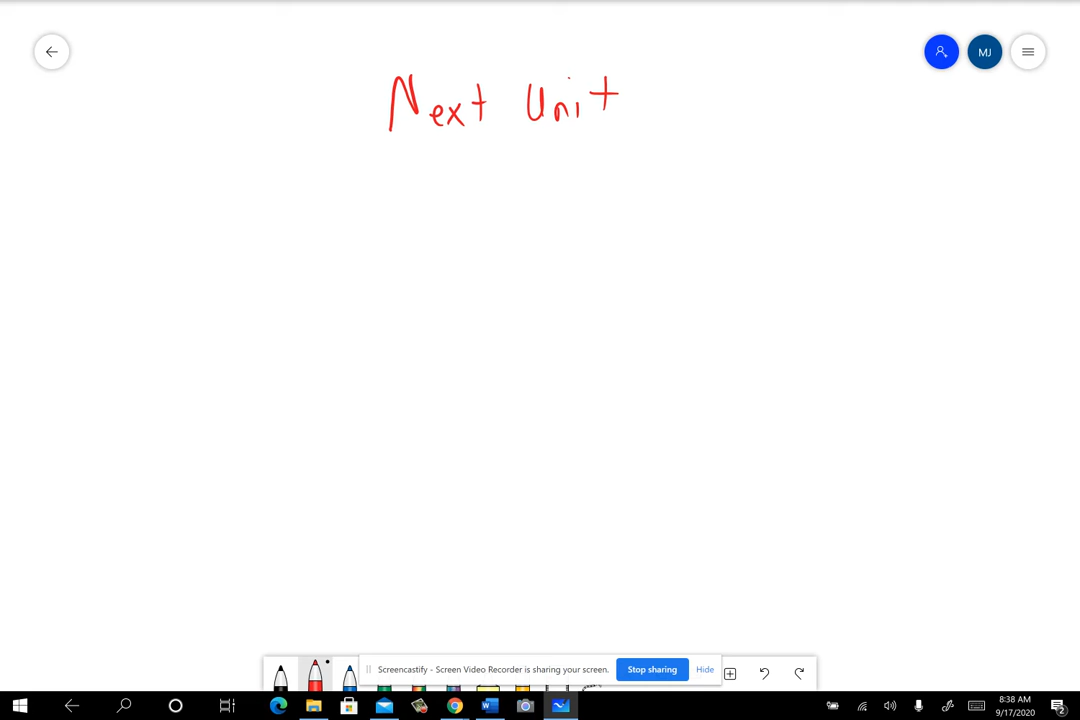 MJ
Next Unit
Screencastify - Screen Video Recorder is sharing your screen.
Stop sharing
Hide
8:38 AM
9/17/2020
2